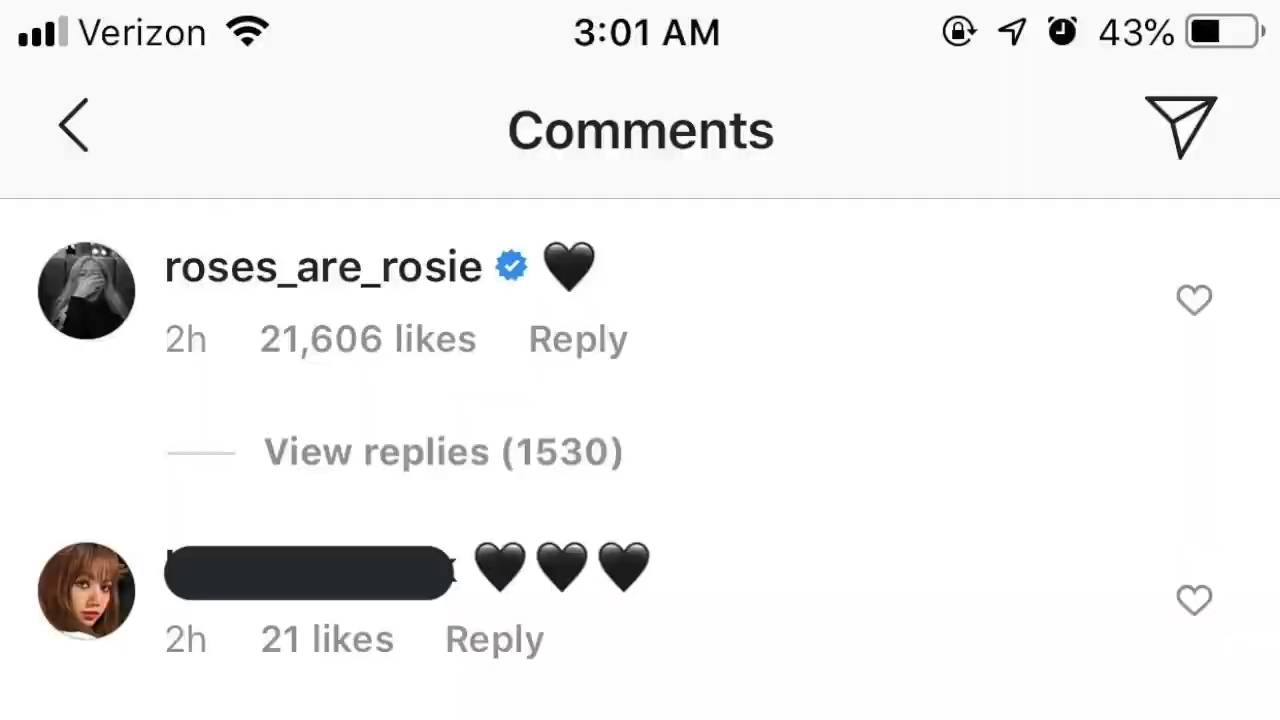 Verizon 3:01 AM 43%
Comments
roses_are_rosie 🖤
2h 21,606 likes Reply
View replies (1530)
🖤🖤🖤
2h 21 likes Reply